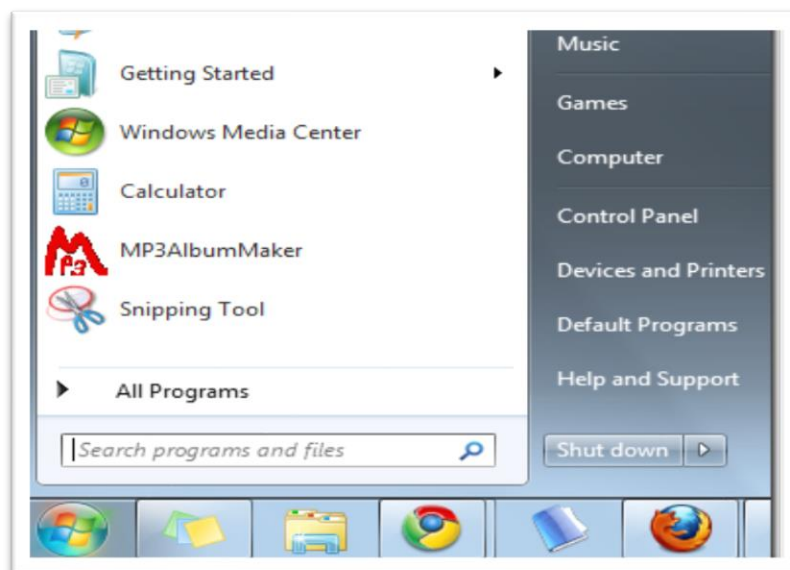 Getting Started
Windows Media Center
Calculator
MP3AlbumMaker
Snipping Tool
All Programs
Search programs and files
Music
Games
Computer
Control Panel
Devices and Printers
Default Programs
Help and Support
Shut down